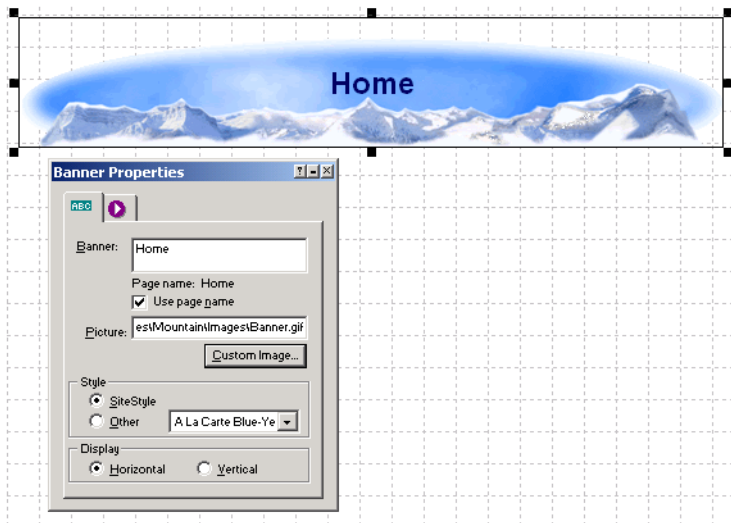 Home
Banner Properties
ABC
Banner: Home
Page name: Home
Use page name
Picture: es\Mountain\Images\Banner.gif
Custom Image...
Style
SiteStyle
Other A La Carte Blue-Ye
Display
Horizontal Vertical